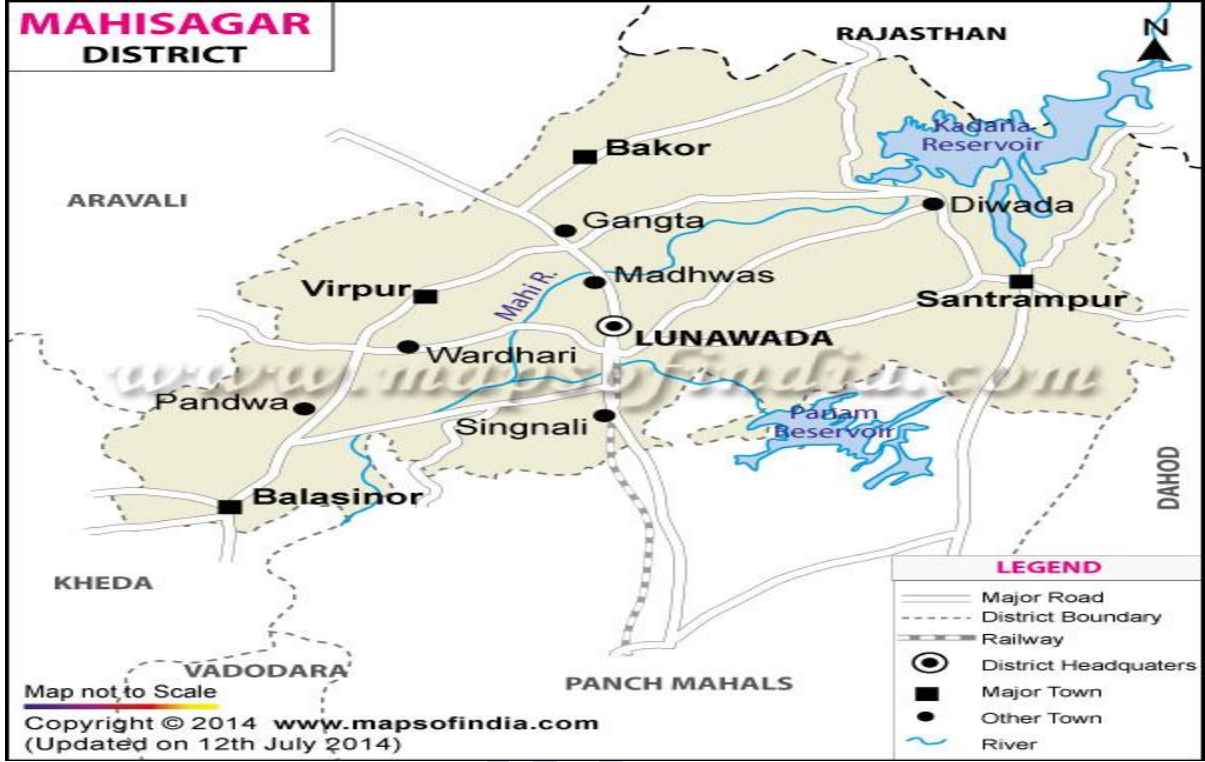 MAHISAGAR
DISTRICT
RAJASTHAN
N
Kadana
Reservoir
Bakor
ARAVALI
Gangta
Diwada
Madhwas
Virpur
Mahi R.
Santrampur
LUNAWADA
Wardhari
www.mapsofindia.com
Pandwa
Singnali
Panam
Reservoir
DAHOD
Balasinor
KHEDA
VADODARA
PANCH MAHALS
LEGEND
Major Road
District Boundary
Railway
District Headquaters
Major Town
Other Town
River
Map not to Scale
Copyright © 2014 www.mapsofindia.com
(Updated on 12th July 2014)